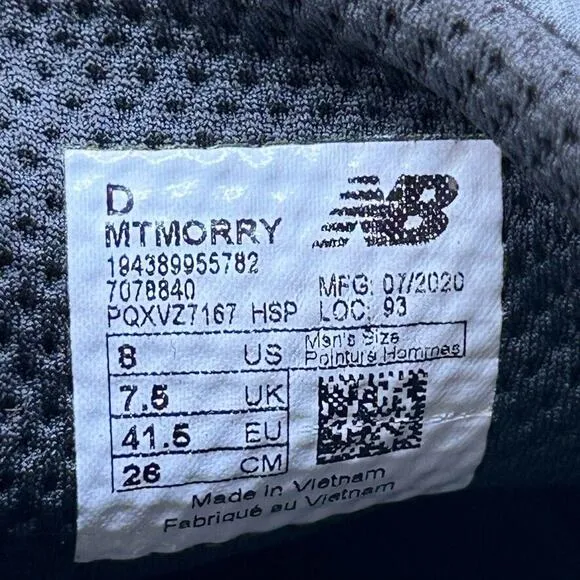 D
NB
MTMORRY
194389955782
7078840
MFG: 07/2020
PQXVZ7167 HSP
LOC: 93
8 US
Men's Size
Pointure Hommes
7.5 UK
41.5 EU
26 CM
Made in Vietnam
Fabriqué au Vietnam